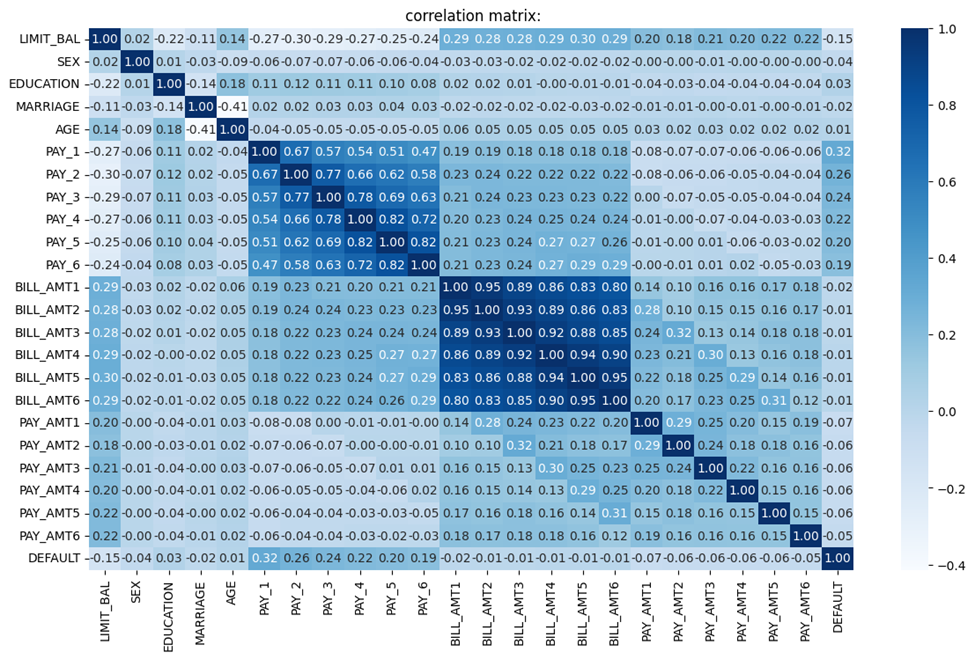 correlation matrix:
LIMIT_BAL 1.00 0.02 -0.22 -0.11 0.14 -0.27 -0.30 -0.29 -0.27 -0.25 -0.24 0.29 0.28 0.28 0.29 0.30 0.29 0.20 0.18 0.21 0.20 0.22 0.22 -0.15 1.0
SEX 0.02 1.00 0.01 -0.03 -0.09 -0.06 -0.07 -0.07 -0.06 -0.06 -0.04 -0.03 -0.03 -0.02 -0.02 -0.02 -0.02 -0.00 -0.00 -0.01 -0.00 -0.00 -0.00 -0.04
EDUCATION -0.22 0.01 1.00 -0.14 0.18 0.11 0.12 0.11 0.11 0.10 0.08 0.02 0.02 0.01 -0.00 -0.01 -0.01 -0.04 -0.03 -0.04 -0.04 -0.04 -0.04 0.03
MARRIAGE -0.11 -0.03 -0.14 1.00 -0.41 0.02 0.02 0.03 0.03 0.04 0.03 -0.02 -0.02 -0.02 -0.02 -0.03 -0.02 -0.01 -0.01 -0.00 -0.01 -0.00 -0.01 -0.02 0.8
AGE 0.14 -0.09 0.18 -0.41 1.00 -0.04 -0.05 -0.05 -0.05 -0.05 -0.05 0.06 0.05 0.05 0.05 0.05 0.05 0.03 0.02 0.03 0.02 0.02 0.02 0.01
PAY_1 -0.27 -0.06 0.11 0.02 -0.04 1.00 0.67 0.57 0.54 0.51 0.47 0.19 0.19 0.18 0.18 0.18 0.18 -0.08 -0.07 -0.07 -0.06 -0.06 -0.06 0.32
PAY_2 -0.30 -0.07 0.12 0.02 -0.05 0.67 1.00 0.77 0.66 0.62 0.58 0.23 0.24 0.22 0.22 0.22 0.22 -0.08 -0.06 -0.06 -0.05 -0.04 -0.04 0.26 0.6
PAY_3 -0.29 -0.07 0.11 0.03 -0.05 0.57 0.77 1.00 0.78 0.69 0.63 0.21 0.24 0.23 0.23 0.23 0.22 0.00 -0.07 -0.05 -0.05 -0.04 -0.04 0.24
PAY_4 -0.27 -0.06 0.11 0.03 -0.05 0.54 0.66 0.78 1.00 0.82 0.72 0.20 0.23 0.24 0.25 0.24 0.24 -0.01 -0.00 -0.07 -0.05 -0.03 -0.03 0.22
PAY_5 -0.25 -0.06 0.10 0.04 -0.05 0.51 0.62 0.69 0.82 1.00 0.82 0.21 0.23 0.24 0.27 0.27 0.26 -0.01 -0.00 0.01 -0.06 -0.03 -0.02 0.20 0.4
PAY_6 -0.24 -0.04 0.08 0.03 -0.05 0.47 0.58 0.63 0.72 0.82 1.00 0.21 0.23 0.24 0.27 0.29 0.29 -0.00 -0.01 0.01 0.02 -0.05 -0.03 0.19
BILL_AMT1 0.29 -0.03 0.02 -0.02 0.06 0.19 0.23 0.21 0.20 0.21 0.21 1.00 0.95 0.89 0.86 0.83 0.80 0.14 0.10 0.16 0.16 0.17 0.18 -0.02
BILL_AMT2 0.28 -0.03 0.02 -0.02 0.05 0.19 0.24 0.24 0.23 0.23 0.23 0.95 1.00 0.93 0.89 0.86 0.83 0.28 0.10 0.15 0.15 0.16 0.17 -0.01
BILL_AMT3 0.28 -0.02 0.01 -0.02 0.05 0.18 0.22 0.23 0.24 0.24 0.24 0.89 0.93 1.00 0.92 0.88 0.85 0.24 0.32 0.13 0.14 0.18 0.18 -0.01 0.2
BILL_AMT4 0.29 -0.02 -0.00 -0.02 0.05 0.18 0.22 0.23 0.25 0.27 0.27 0.86 0.89 0.92 1.00 0.94 0.90 0.23 0.21 0.30 0.13 0.16 0.18 -0.01
BILL_AMT5 0.30 -0.02 -0.01 -0.03 0.05 0.18 0.22 0.23 0.24 0.27 0.29 0.83 0.86 0.88 0.94 1.00 0.95 0.22 0.18 0.25 0.29 0.14 0.16 -0.01
BILL_AMT6 0.29 -0.02 -0.01 -0.02 0.05 0.18 0.22 0.22 0.24 0.26 0.29 0.80 0.83 0.85 0.90 0.95 1.00 0.20 0.17 0.23 0.25 0.31 0.12 -0.01 0.0
PAY_AMT1 0.20 -0.00 -0.04 -0.01 0.03 -0.08 -0.08 0.00 -0.01 -0.01 -0.00 0.14 0.28 0.24 0.23 0.22 0.20 1.00 0.29 0.25 0.20 0.15 0.19 -0.07
PAY_AMT2 0.18 -0.00 -0.03 -0.01 0.02 -0.07 -0.06 -0.07 -0.00 -0.00 -0.01 0.10 0.10 0.32 0.21 0.18 0.17 0.29 1.00 0.24 0.18 0.18 0.16 -0.06
PAY_AMT3 0.21 -0.01 -0.04 -0.00 0.03 -0.07 -0.06 -0.05 -0.07 0.01 0.01 0.16 0.15 0.13 0.30 0.25 0.23 0.25 0.24 1.00 0.22 0.16 0.16 -0.06 −0.2
PAY_AMT4 0.20 -0.00 -0.04 -0.01 0.02 -0.06 -0.05 -0.05 -0.04 -0.06 0.02 0.16 0.15 0.14 0.13 0.29 0.25 0.20 0.18 0.22 1.00 0.15 0.16 -0.06
PAY_AMT5 0.22 -0.00 -0.04 -0.00 0.02 -0.06 -0.04 -0.04 -0.03 -0.03 -0.05 0.17 0.16 0.18 0.16 0.14 0.31 0.15 0.18 0.16 0.15 1.00 0.15 -0.06
PAY_AMT6 0.22 -0.00 -0.04 -0.01 0.02 -0.06 -0.04 -0.04 -0.03 -0.02 -0.03 0.18 0.17 0.18 0.18 0.16 0.12 0.19 0.16 0.16 0.16 0.15 1.00 -0.05
DEFAULT -0.15 -0.04 0.03 -0.02 0.01 0.32 0.26 0.24 0.22 0.20 0.19 -0.02 -0.01 -0.01 -0.01 -0.01 -0.01 -0.07 -0.06 -0.06 -0.06 -0.06 -0.05 1.00 −0.4
LIMIT_BAL SEX EDUCATION MARRIAGE AGE PAY_1 PAY_2 PAY_3 PAY_4 PAY_5 PAY_6 BILL_AMT1 BILL_AMT2 BILL_AMT3 BILL_AMT4 BILL_AMT5 BILL_AMT6 PAY_AMT1 PAY_AMT2 PAY_AMT3 PAY_AMT4 PAY_AMT5 PAY_AMT6 DEFAULT